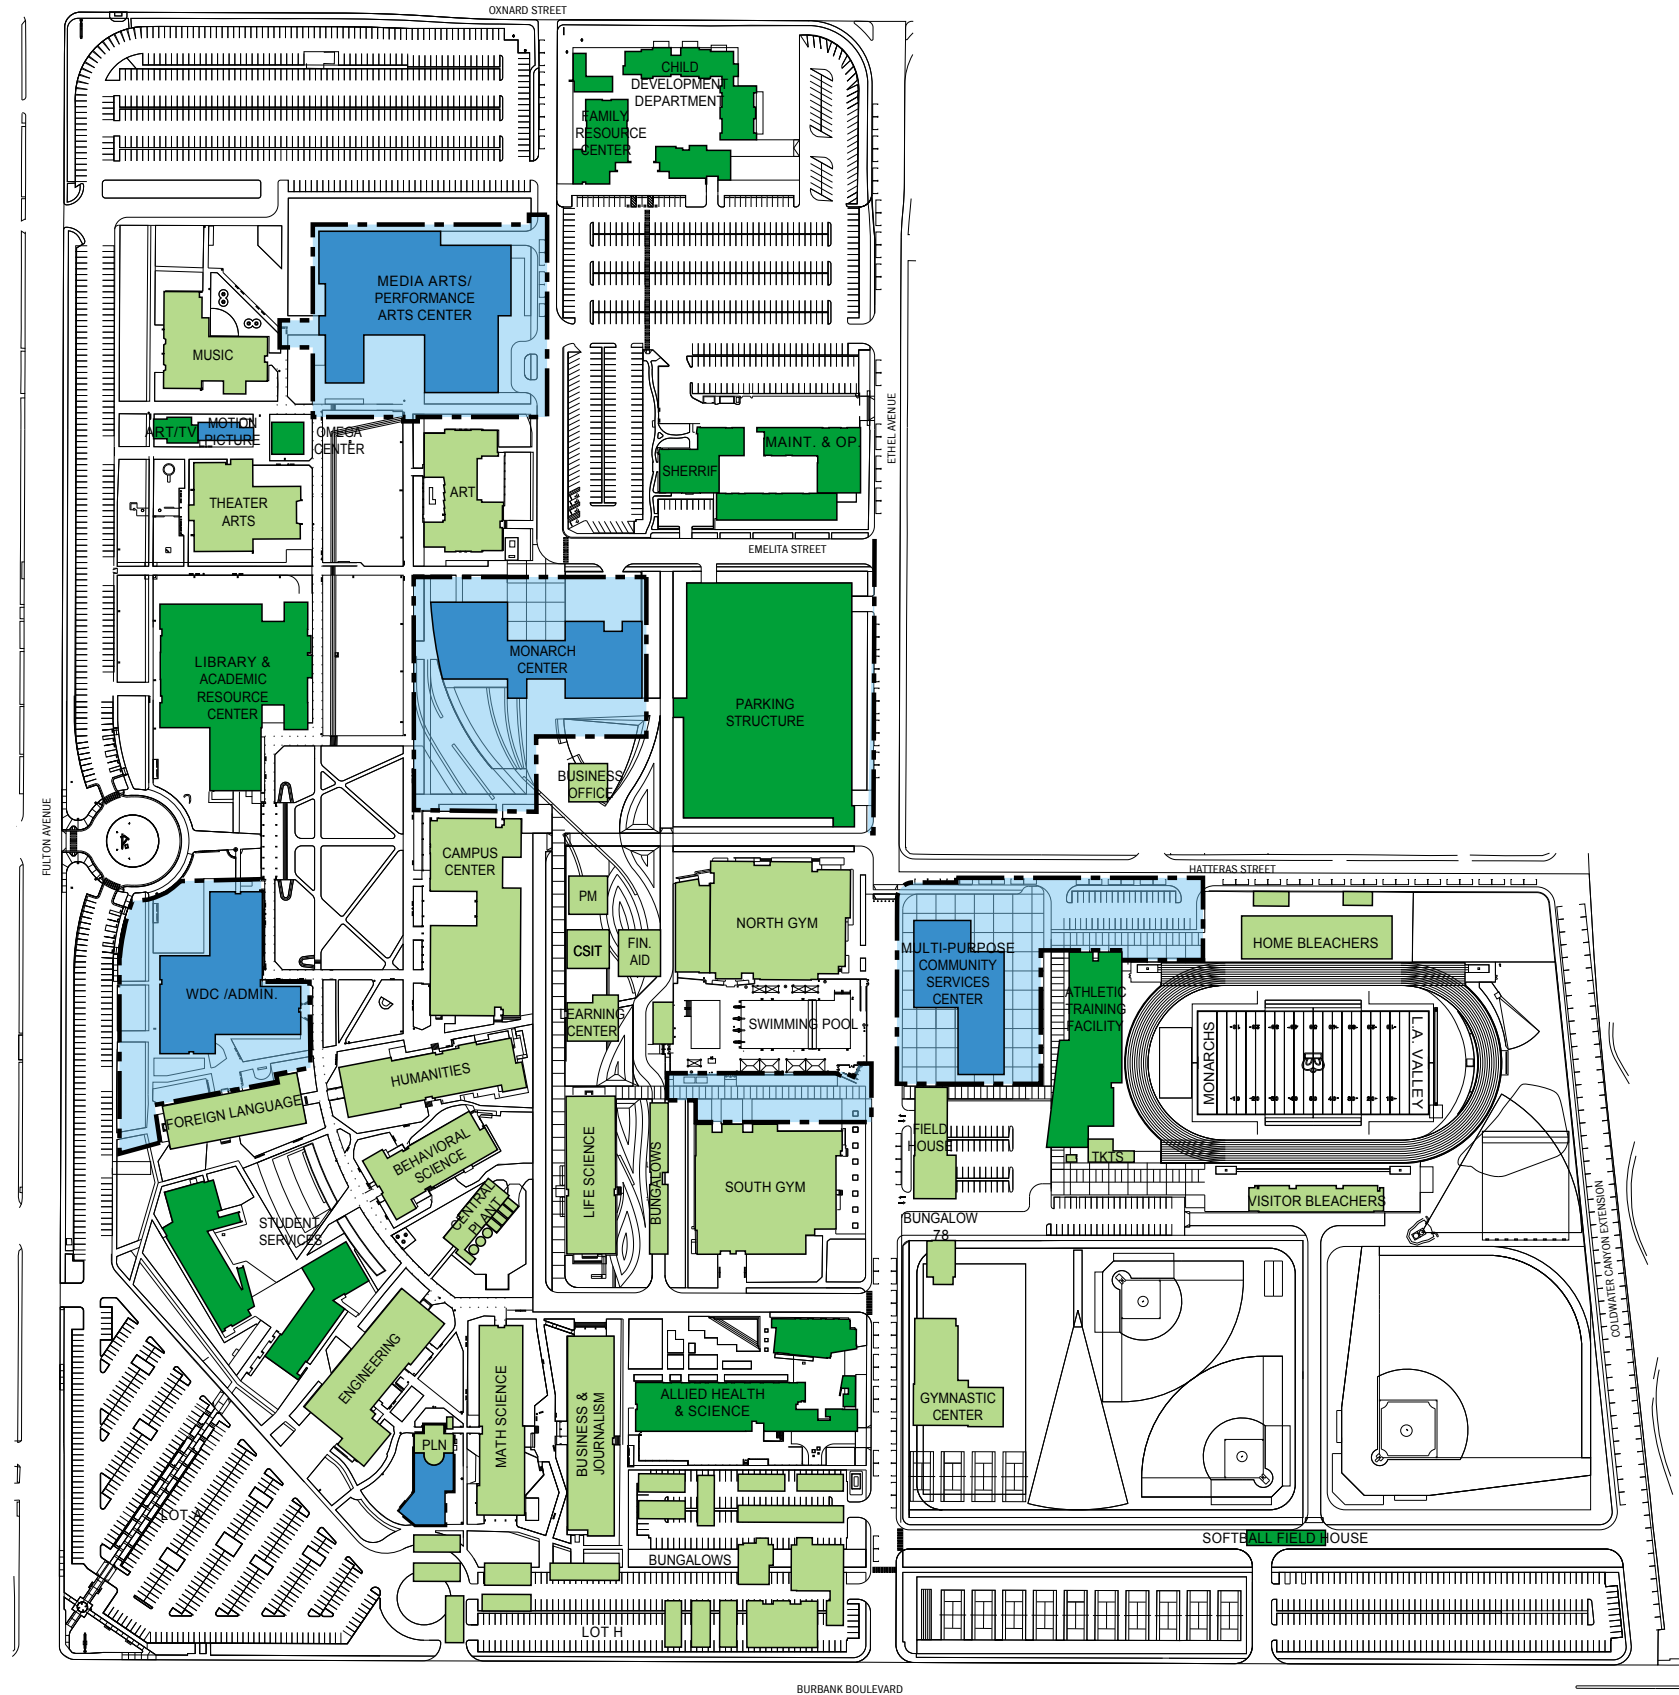 OXNARD STREET
CHILD
DEVELOPMENT
DEPARTMENT
FAMILY
RESOURCE
CENTER
MEDIA ARTS/
PERFORMANCE
ARTS CENTER
MUSIC
ART/TV
MOTION
PICTURE
OMEGA
CENTER
ART
THEATER
ARTS
SHERRIF
MAINT. & OP.
ETHEL AVENUE
EMELITA STREET
LIBRARY &
ACADEMIC
RESOURCE
CENTER
MONARCH
CENTER
PARKING
STRUCTURE
BUSINESS
OFFICE
FULTON AVENUE
CAMPUS
CENTER
PM
CSIT
FIN.
AID
NORTH GYM
HATTERAS STREET
HOME BLEACHERS
MULTI-PURPOSE
COMMUNITY
SERVICES
CENTER
ATHLETIC
TRAINING
FACILITY
WDC /ADMIN.
LEARNING
CENTER
SWIMMING POOL
MONARCHS
L.A. VALLEY
HUMANITIES
FOREIGN LANGUAGE
BEHAVIORAL
SCIENCE
LIFE SCIENCE
BUNGALOWS
SOUTH GYM
FIELD
HOUSE
TKTS
VISITOR BLEACHERS
CENTRAL
PLANT
STUDENT
SERVICES
BUNGALOW
78
COLDWATER CANYON EXTENSION
ENGINEERING
MATH SCIENCE
BUSINESS &
JOURNALISM
ALLIED HEALTH
& SCIENCE
GYMNASTIC
CENTER
PLN
LOT A
BUNGALOWS
SOFTBALL FIELD HOUSE
LOT H
BURBANK BOULEVARD